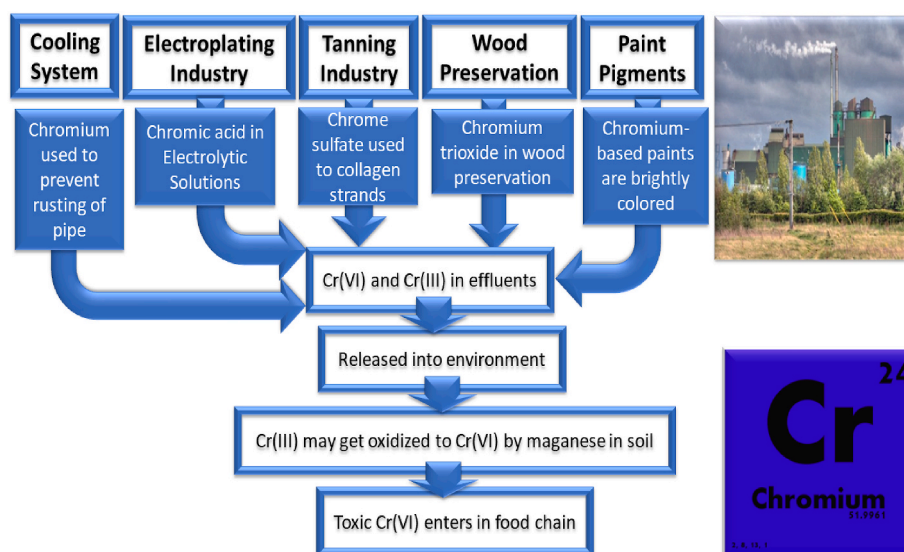 Cooling
System
Electroplating
Industry
Tanning
Industry
Wood
Preservation
Paint
Pigments
Chromium
used to
prevent
rusting of
pipe
Chromic acid in
Electrolytic
Solutions
Chrome
sulfate used
to collagen
strands
Chromium
trioxide in wood
preservation
Chromium-
based paints
are brightly
colored
Cr(VI) and Cr(III) in effluents
Released into environment
Cr(III) may get oxidized to Cr(VI) by maganese in soil
Toxic Cr(VI) enters in food chain
24
Cr
Chromium
51.9961